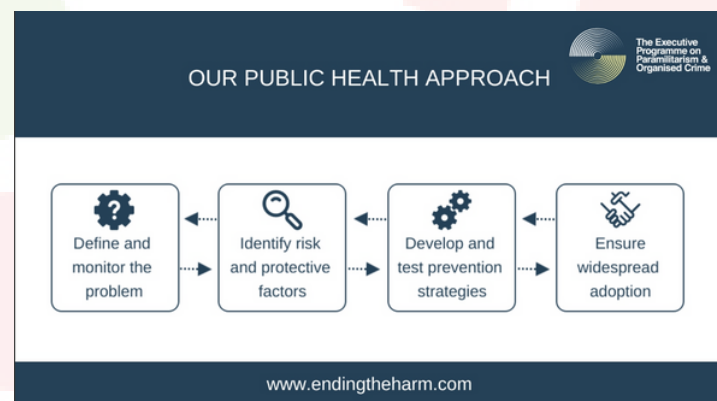 OUR PUBLIC HEALTH APPROACH
The Executive
Programme on
Paramilitarism &
Organised Crime
?
Define and
monitor the
problem
Identify risk
and protective
factors
Develop and
test prevention
strategies
Ensure
widespread
adoption
www.endingtheharm.com